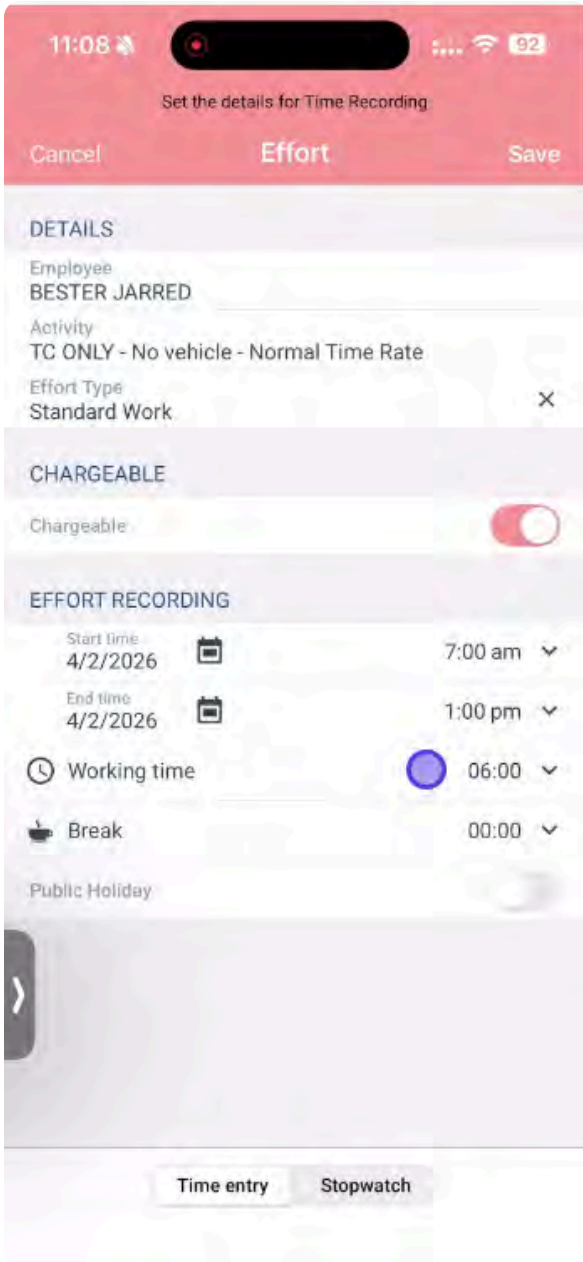 11:08
92
Set the details for Time Recording
Cancel Effort Save
DETAILS
Employee
BESTER JARRED
Activity
TC ONLY - No vehicle - Normal Time Rate
Effort Type
Standard Work
CHARGEABLE
Chargeable
EFFORT RECORDING
Start time
4/2/2026 7:00 am
End time
4/2/2026 1:00 pm
Working time 06:00
Break 00:00
Public Holiday
Time entry Stopwatch